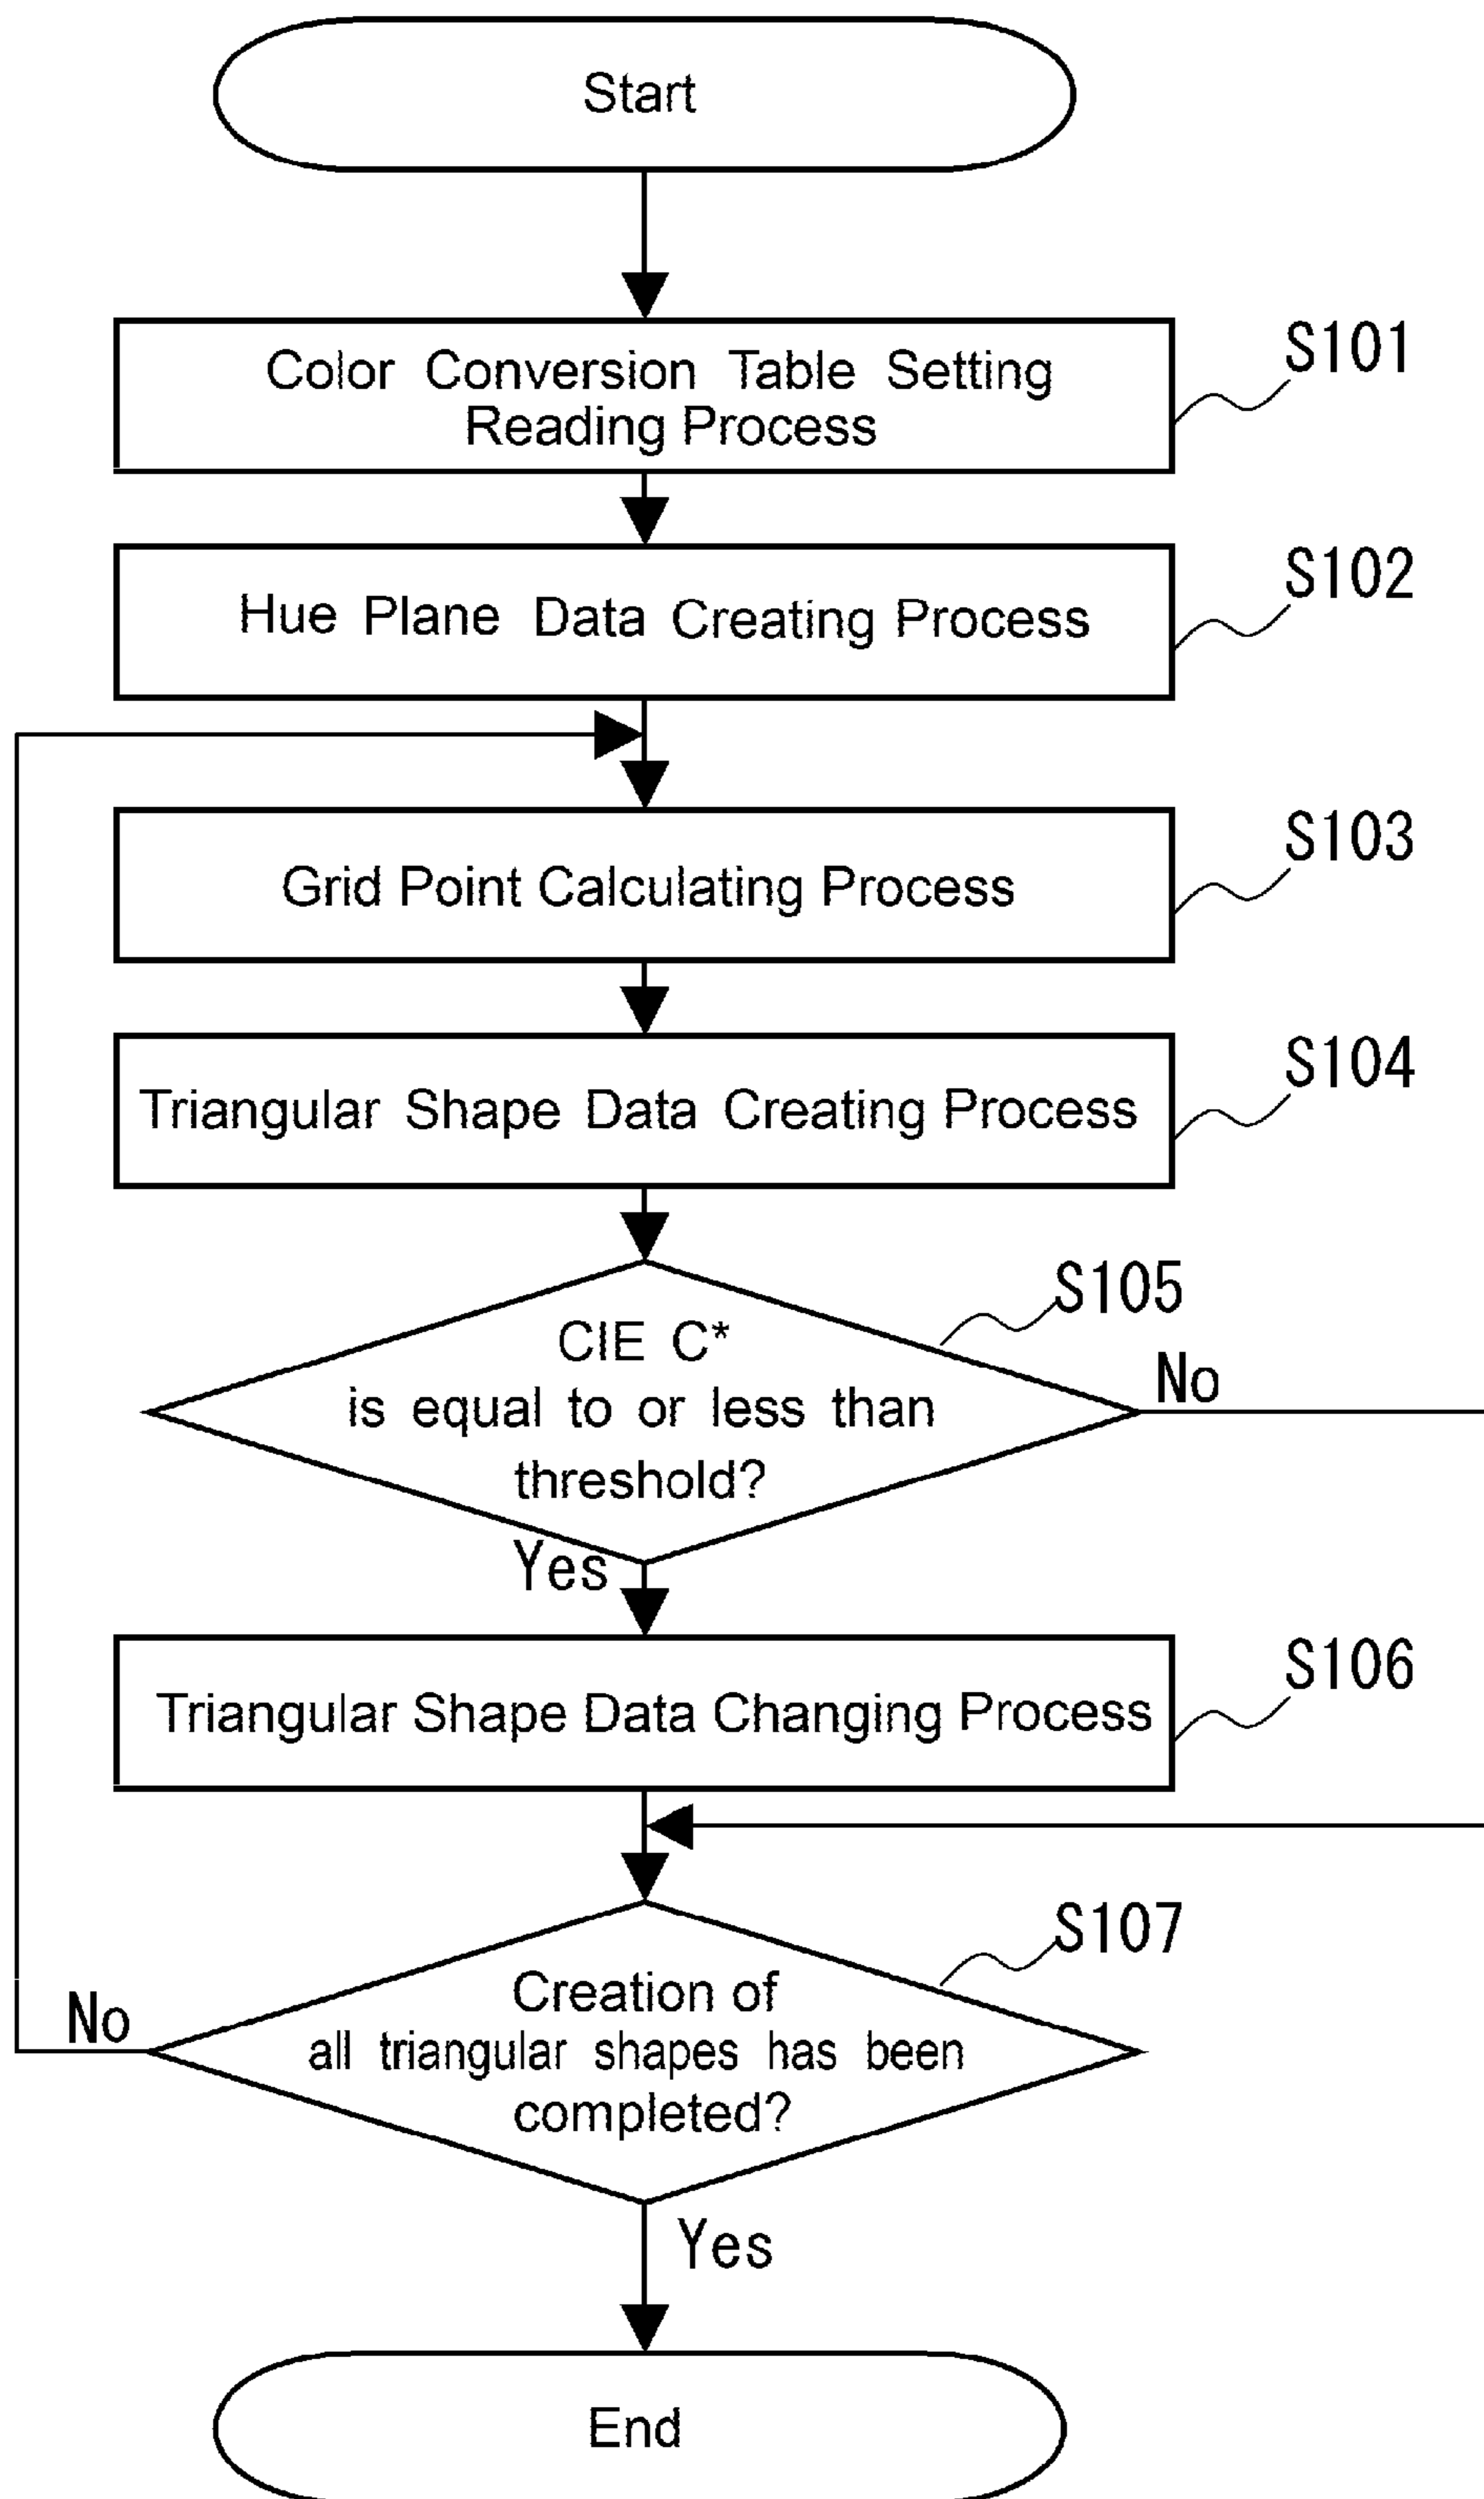 Start
Color Conversion Table Setting
Reading Process
S101
Hue Plane Data Creating Process
S102
Grid Point Calculating Process
S103
Triangular Shape Data Creating Process
S104
CIE C*
is equal to or less than
threshold?
S105
No
Yes
Triangular Shape Data Changing Process
S106
Creation of
all triangular shapes has been
completed?
S107
No
Yes
End